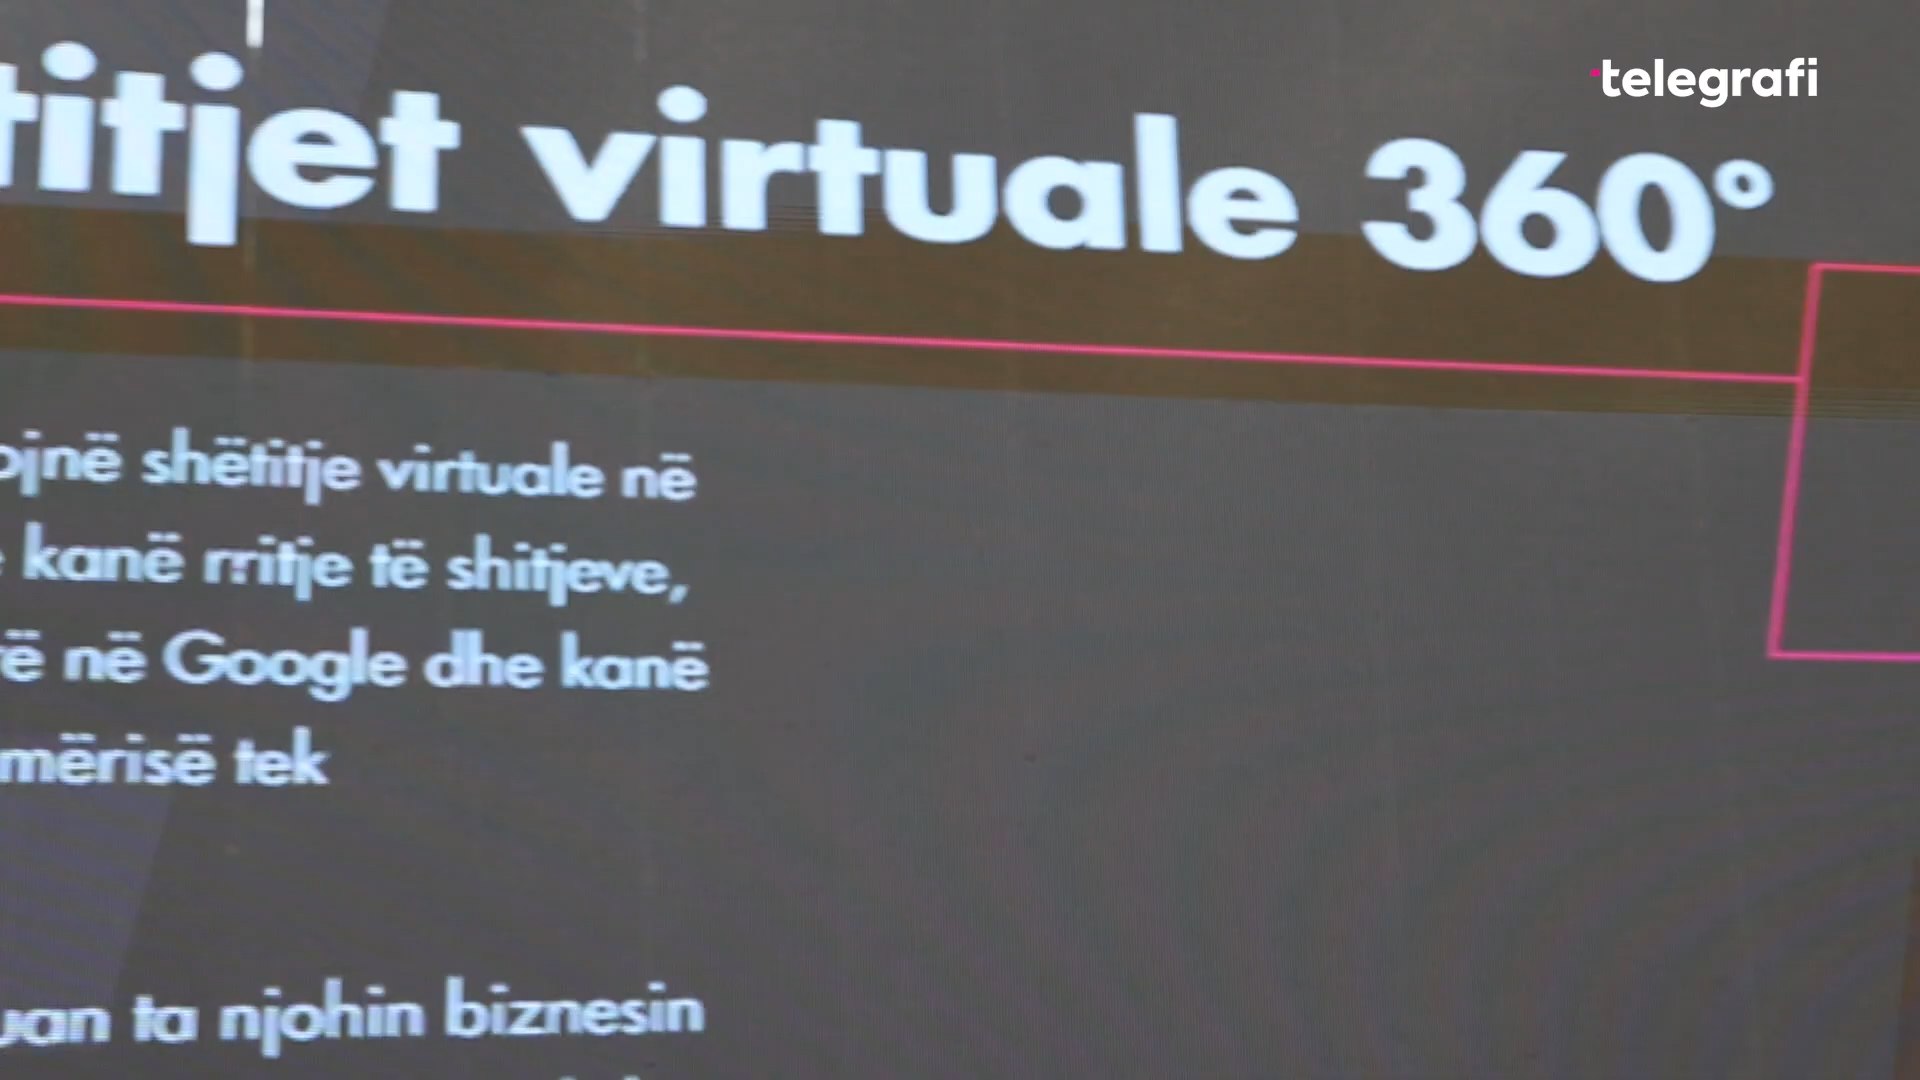 telegrafi
titjet virtuale 360°
ojnë shëtitje virtuale në
kanë rritje të shitjeve,
në Google dhe kanë
mërisë tek
ta njohin biznesin